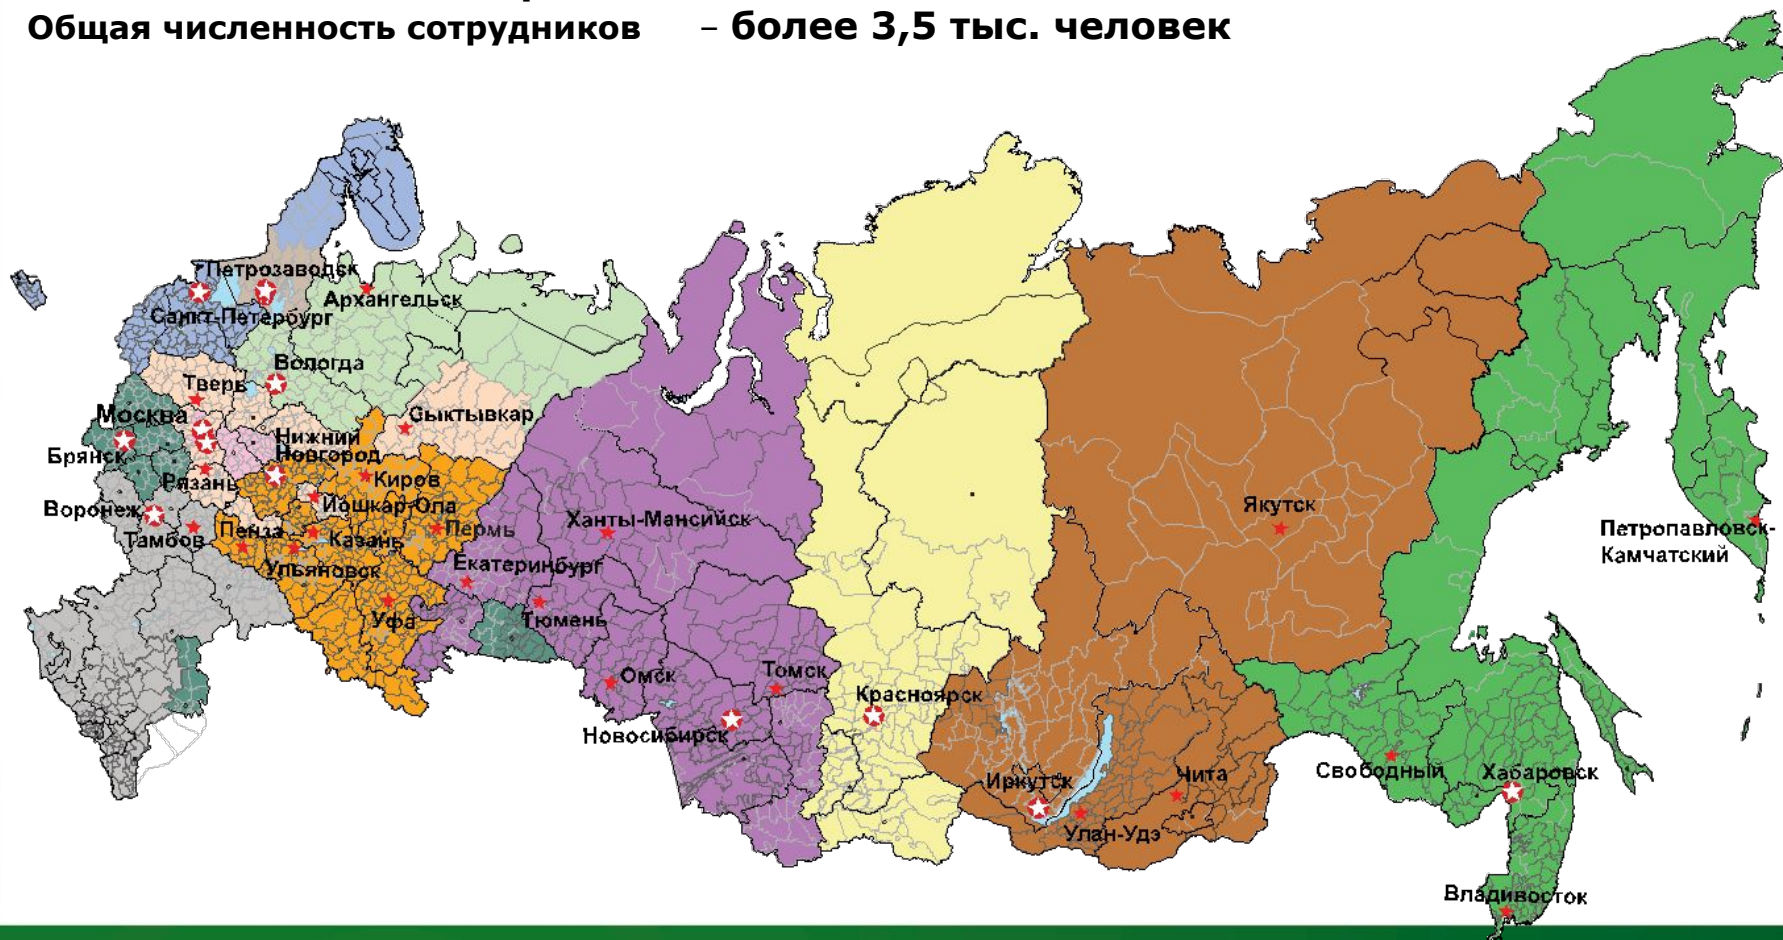 Общая численность сотрудников – более 3,5 тыс. человек
Петрозаводск
Архангельск
Санкт-Петербург
Вологда
Тверь
Москва
Сыктывкар
Нижний
Новгород
Брянск
Рязань
Киров
Йошкар-Ола
Воронеж
Тамбов
Пенза
Казань
Пермь
Ханты-Мансийск
Якутск
Петропавловск-
Камчатский
Ульяновск
Екатеринбург
Уфа
Тюмень
Омск
Томск
Красноярск
Новосибирск
Иркутск
Чита
Свободный
Хабаровск
Улан-Удэ
Владивосток